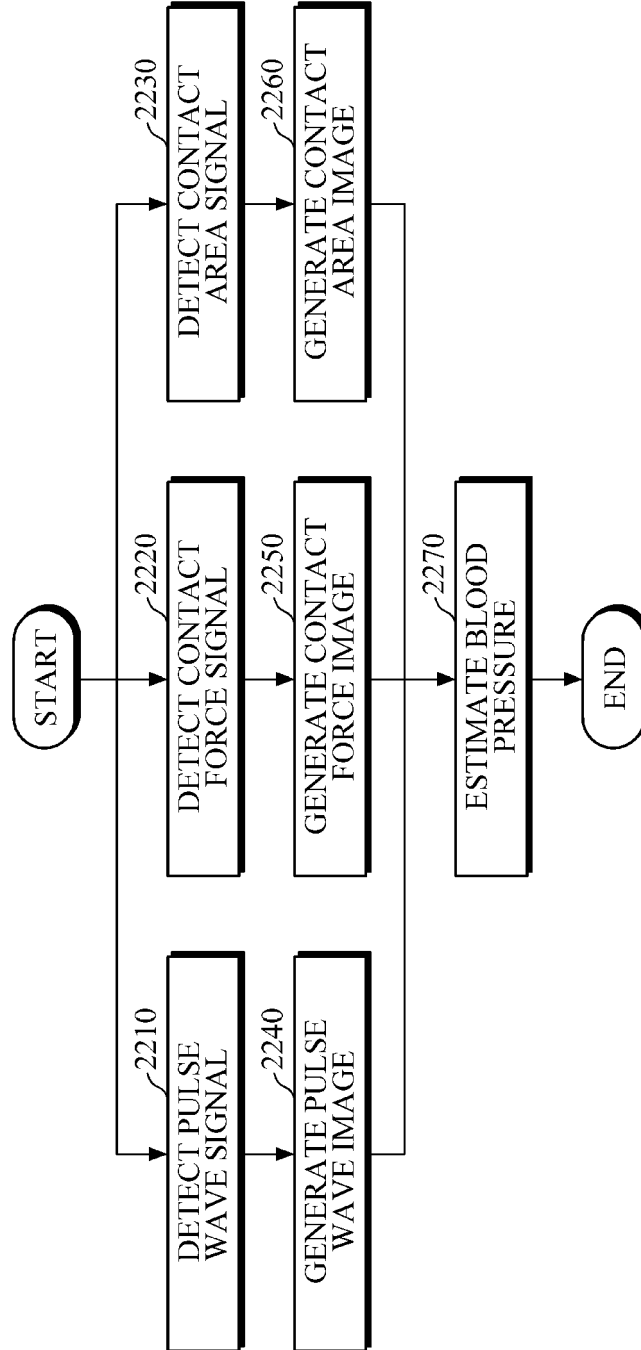 START
2210
DETECT PULSE
WAVE SIGNAL
2220
DETECT CONTACT
FORCE SIGNAL
2230
DETECT CONTACT
AREA SIGNAL
2240
GENERATE PULSE
WAVE IMAGE
2250
GENERATE CONTACT
FORCE IMAGE
2260
GENERATE CONTACT
AREA IMAGE
2270
ESTIMATE BLOOD
PRESSURE
END